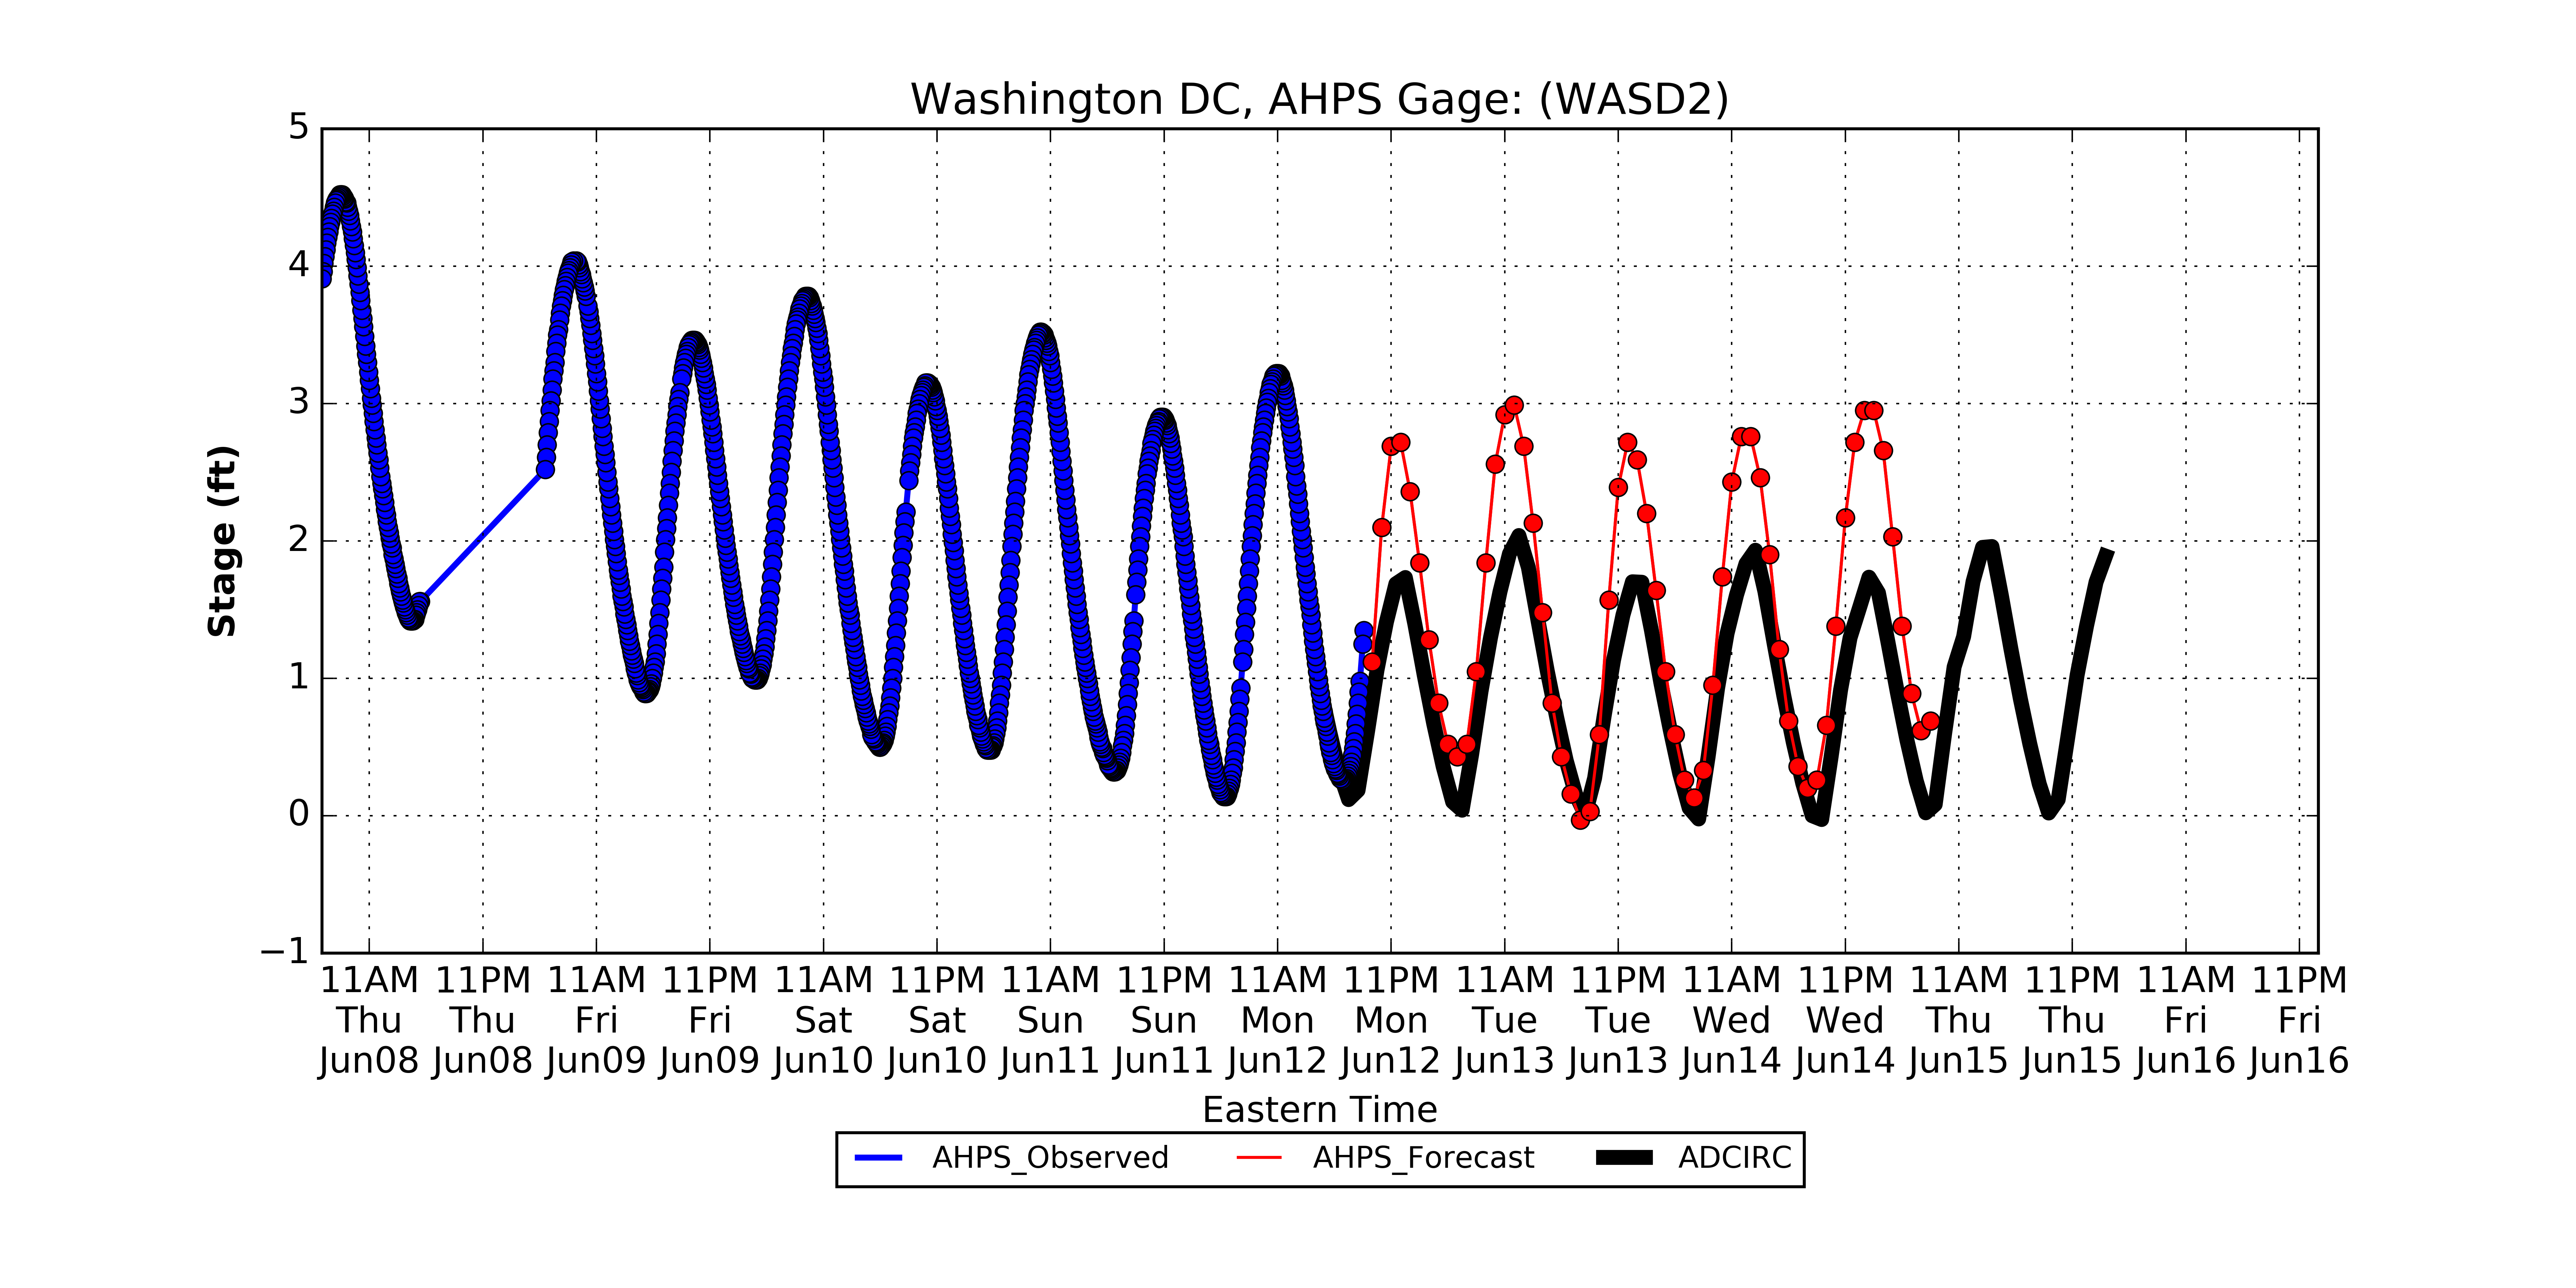 Washington DC, AHPS Gage: (WASD2)
5
4
3
2
1
0
−1
Stage (ft)
11AM 11PM 11AM 11PM 11AM 11PM 11AM 11PM 11AM 11PM 11AM 11PM 11AM 11PM 11AM 11PM 11AM 11PM
Thu Thu Fri Fri Sat Sat Sun Sun Mon Mon Tue Tue Wed Wed Thu Thu Fri Fri
Jun08 Jun08 Jun09 Jun09 Jun10 Jun10 Jun11 Jun11 Jun12 Jun12 Jun13 Jun13 Jun14 Jun14 Jun15 Jun15 Jun16 Jun16
Eastern Time
AHPS_Observed AHPS_Forecast ADCIRC